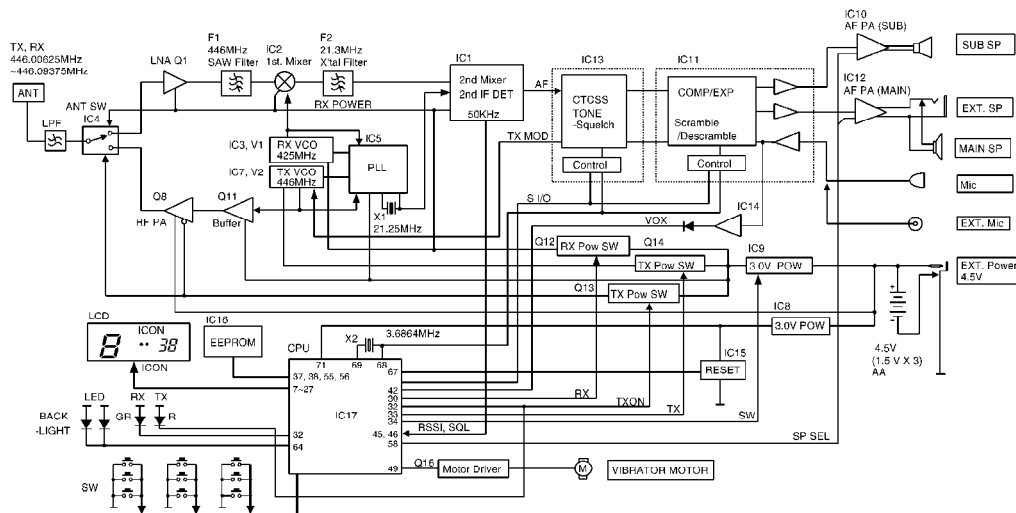 TX, RX
446.00625MHz
~446.09375MHz
ANT
LPF
ANT SW
IC4
LNA Q1
F1
446MHz
SAW Filter
IC2
1st. Mixer
F2
21.3MHz
X'tal Filter
IC1
2nd Mixer
2nd IF DET
50KHz
RX POWER
AF
TX MOD
IC13
CTCSS
TONE
-Squelch
Control
IC11
COMP/EXP
Scramble
/Descramble
Control
IC10
AF PA (SUB)
SUB SP
IC12
AF PA (MAIN)
EXT. SP
MAIN SP
Mic
EXT. Mic
IC3, V1
RX VCO
425MHz
IC7, V2
TX VCO
446MHz
IC5
PLL
X1
21.25MHz
Q8
RF PA
Q11
Buffer
S I/O
VOX
IC14
Q12
RX Pow SW
Q14
TX Pow SW
Q13
TX Pow SW
IC9
3.0V POW
IC8
3.0V POW
EXT. Power
4.5V
4.5V
(1.5 V X 3)
AA
LCD
8
ICON
38
ICON
IC16
EEPROM
CPU
X2
3.6864MHz
71
69
68
67
37, 38, 55, 56
7~27
IC17
42
30
32
33
34
45, 46
58
49
32
64
RX
TXON
TX
SW
RSSI, SQL
SP SEL
IC15
RESET
BACK
-LIGHT
LED
RX
TX
GR
R
SW
Q16
Motor Driver
M
VIBRATOR MOTOR